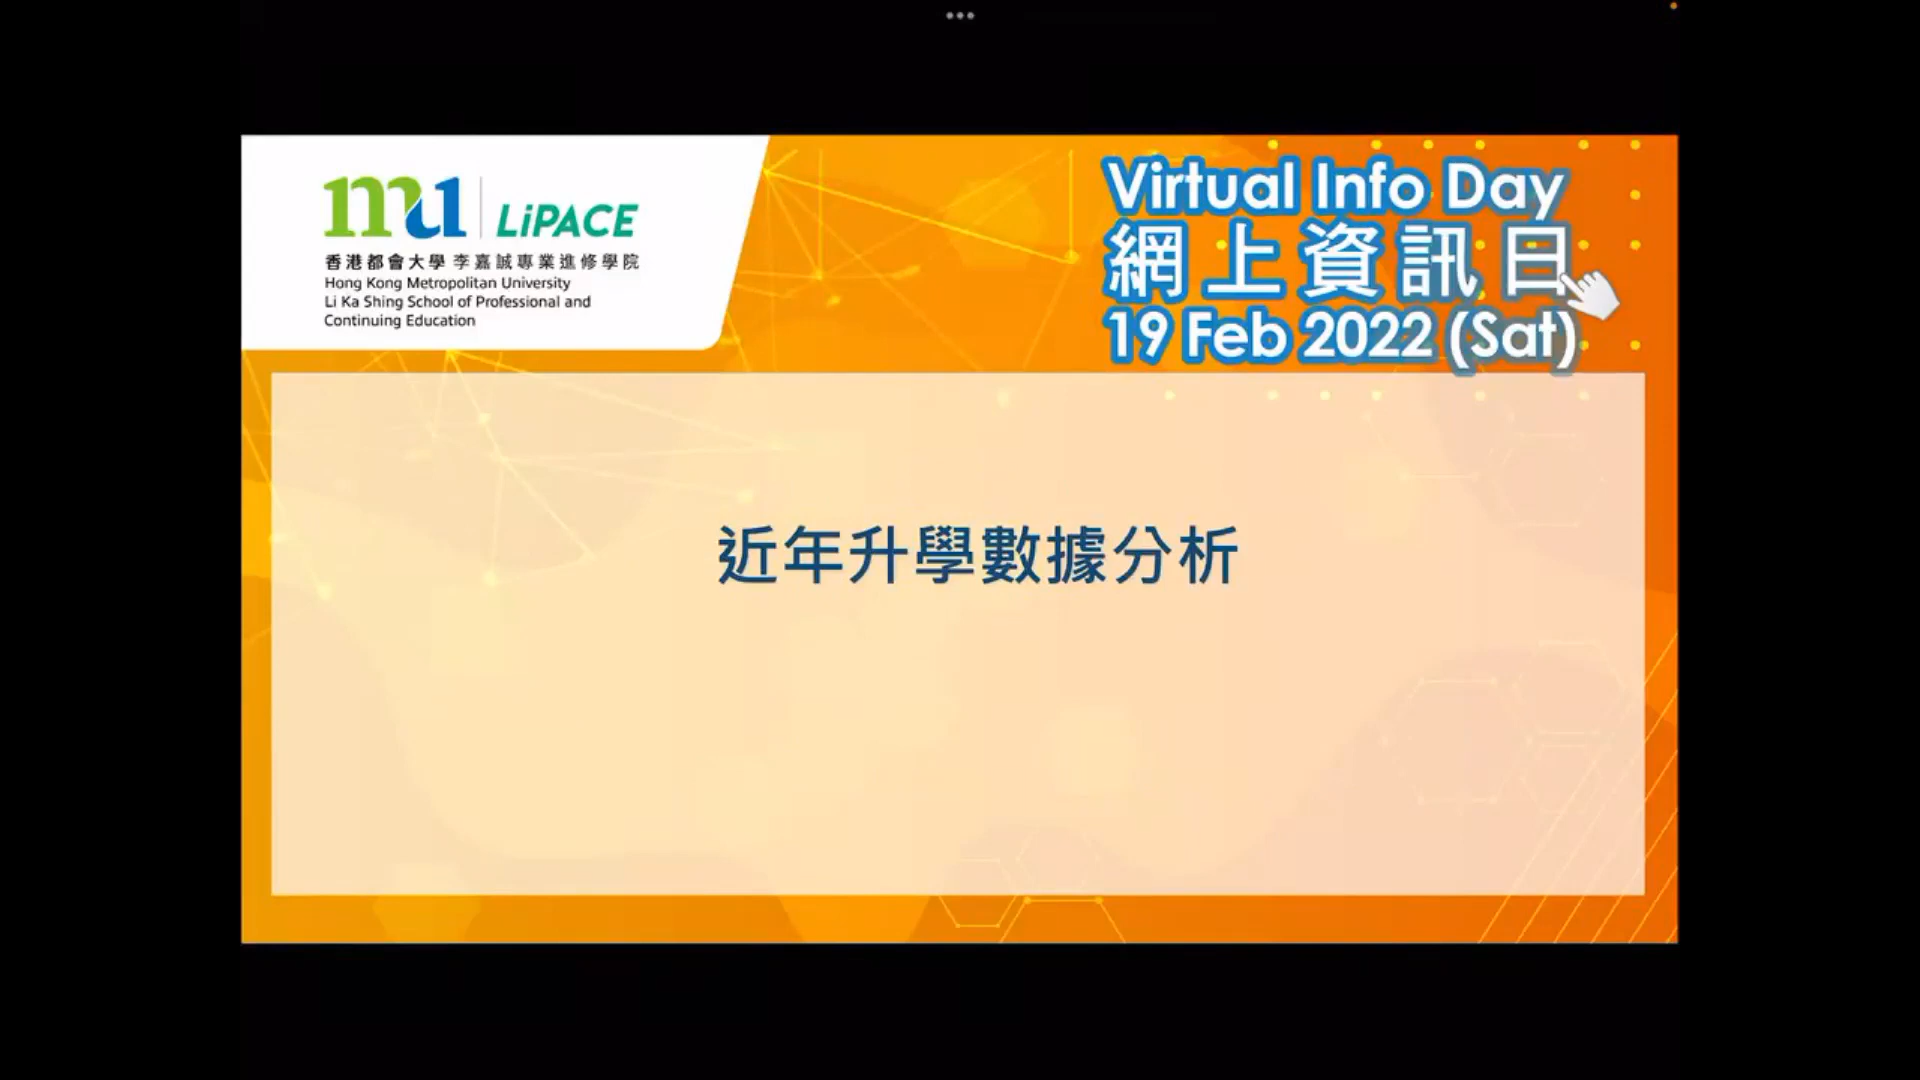 mu LiPACE
香港都會大學 李嘉誠專業進修學院
Hong Kong Metropolitan University
Li Ka Shing School of Professional and
Continuing Education
Virtual Info Day
網上資訊日
19 Feb 2022 (Sat)
近年升學數據分析